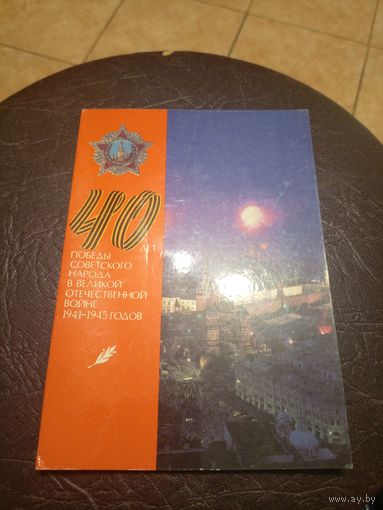 40 ЛЕТ
ПОБЕДЫ
СОВЕТСКОГО
НАРОДА
В ВЕЛИКОЙ
ОТЕЧЕСТВЕННОЙ
ВОЙНЕ
1941-1945 ГОДОВ
www.ay.by